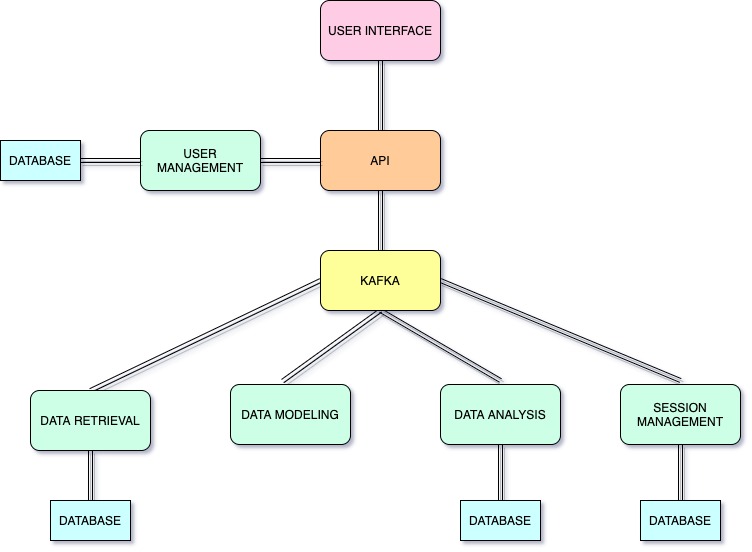 USER INTERFACE
DATABASE
USER
MANAGEMENT
API
KAFKA
DATA RETRIEVAL
DATA MODELING
DATA ANALYSIS
SESSION
MANAGEMENT
DATABASE
DATABASE
DATABASE